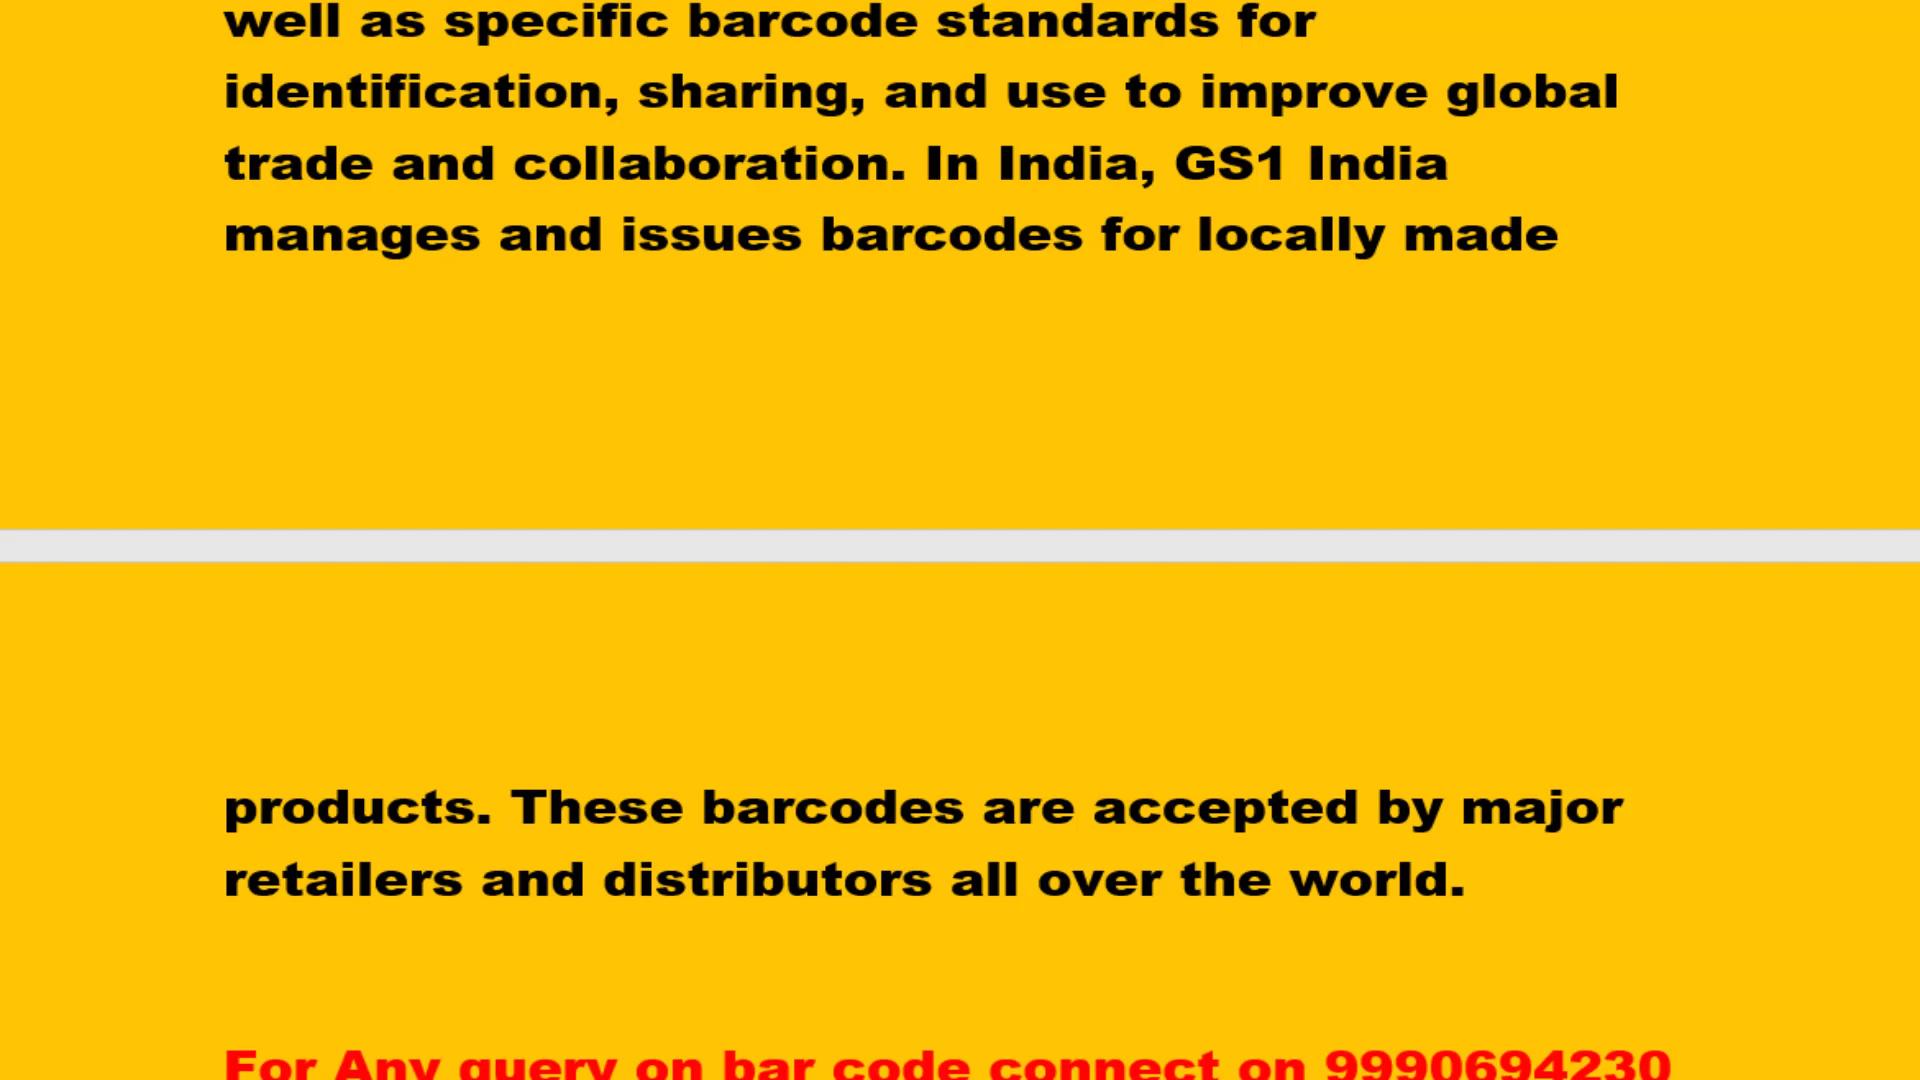 well as specific barcode standards for
identification, sharing, and use to improve global
trade and collaboration. In India, GS1 India
manages and issues barcodes for locally made
products. These barcodes are accepted by major
retailers and distributors all over the world.
For Any query on bar code connect on 9990694230